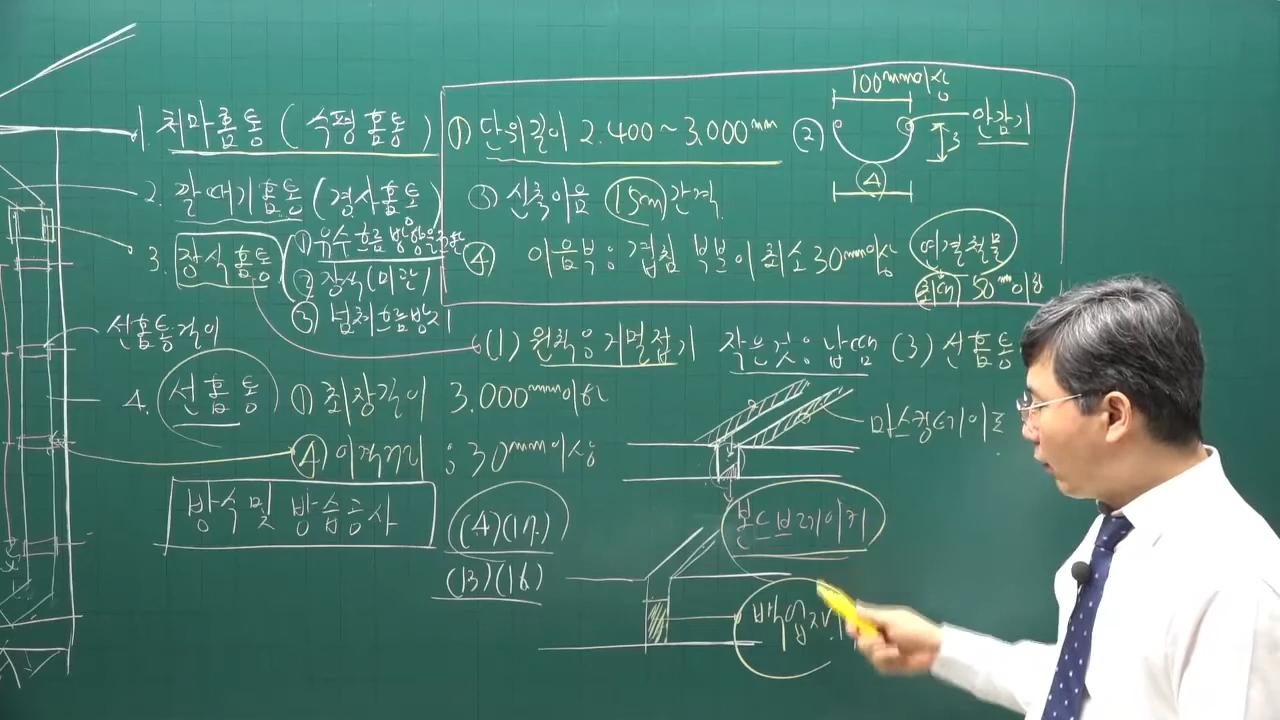 1. 처마홈통 ( 수평홈통 )
① 단위길이 2.400~3.000mm
② 100mm이상
안감기
Ⓐ
2. 깔때기홈통 (경사홈통)
③ 신축이음 15m 간격
3. 장식홈통
① 우수 흐름 방향을
② 장식(미관)
③ 넘쳐흐름방지
④ 이음부 : 겹침 부분이 최소 30mm이상
연결철물
최대 50mm이하
선홈통걸이
(1) 원칙은 거멀접기 작은것은 납땜 (3) 선홈통
4. 선홈통 ① 최장길이 3.000mm이하
마스킹테이프
Ⓐ 이격거리 : 30mm이상
방식 및 방습공사
(4)(17)
(13)(16)
본드브레이커
백업재